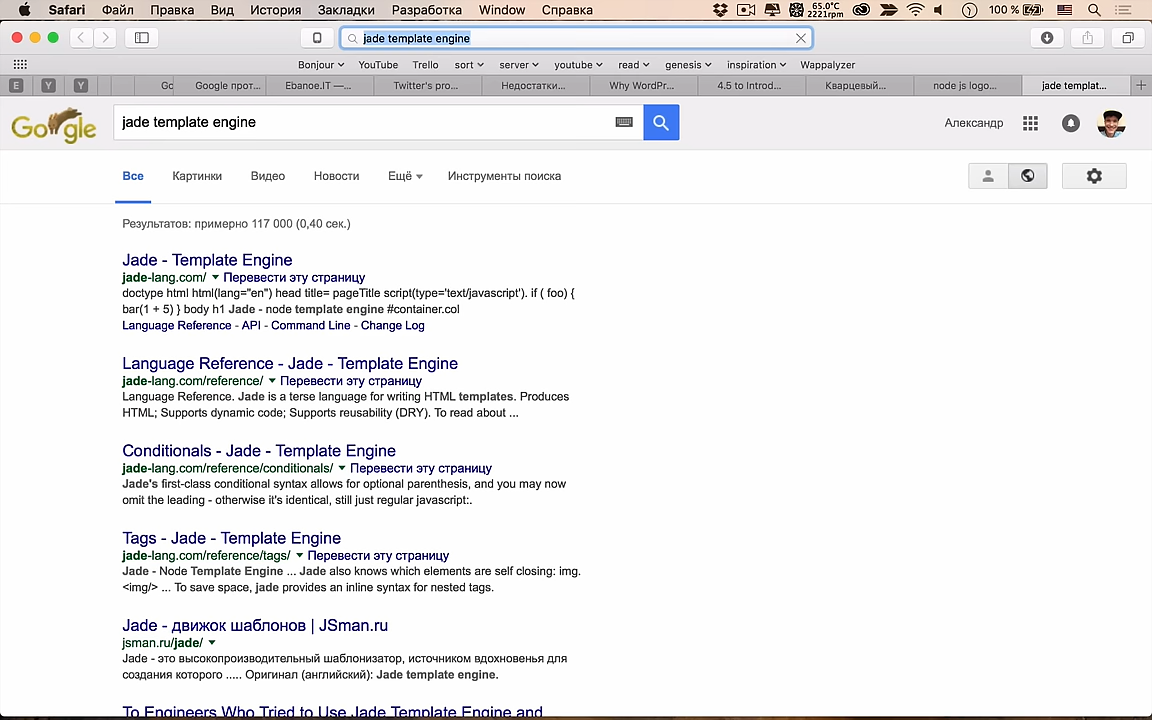 Safari Файл Правка Вид История Закладки Разработка Window Справка 65.0°C 2221rpm 100 %
jade template engine
Bonjour YouTube Trello sort server youtube read genesis inspiration Wappalyzer
E Y Y Gc Google прот... Ebanoe.IT —... Twitter's pro... Недостатки... Why WordPr... 4.5 to Introd... Кварцевый... node js logo... jade templat...
Google jade template engine Александр
Все Картинки Видео Новости Ещё Инструменты поиска
Результатов: примерно 117 000 (0,40 сек.)
Jade - Template Engine
jade-lang.com/ Перевести эту страницу
doctype html html(lang="en") head title= pageTitle script(type='text/javascript'). if ( foo) {
bar(1 + 5) } body h1 Jade - node template engine #container.col
Language Reference - API - Command Line - Change Log
Language Reference - Jade - Template Engine
jade-lang.com/reference/ Перевести эту страницу
Language Reference. Jade is a terse language for writing HTML templates. Produces
HTML; Supports dynamic code; Supports reusability (DRY). To read about ...
Conditionals - Jade - Template Engine
jade-lang.com/reference/conditionals/ Перевести эту страницу
Jade's first-class conditional syntax allows for optional parenthesis, and you may now
omit the leading - otherwise it's identical, still just regular javascript:.
Tags - Jade - Template Engine
jade-lang.com/reference/tags/ Перевести эту страницу
Jade - Node Template Engine ... Jade also knows which elements are self closing: img.
<img/> ... To save space, jade provides an inline syntax for nested tags.
Jade - движок шаблонов | JSman.ru
jsman.ru/jade/
Jade - это высокопроизводительный шаблонизатор, источником вдохновенья для
создания которого ..... Оригинал (английский): Jade template engine.
To Engineers Who Tried to Use Jade Template Engine and